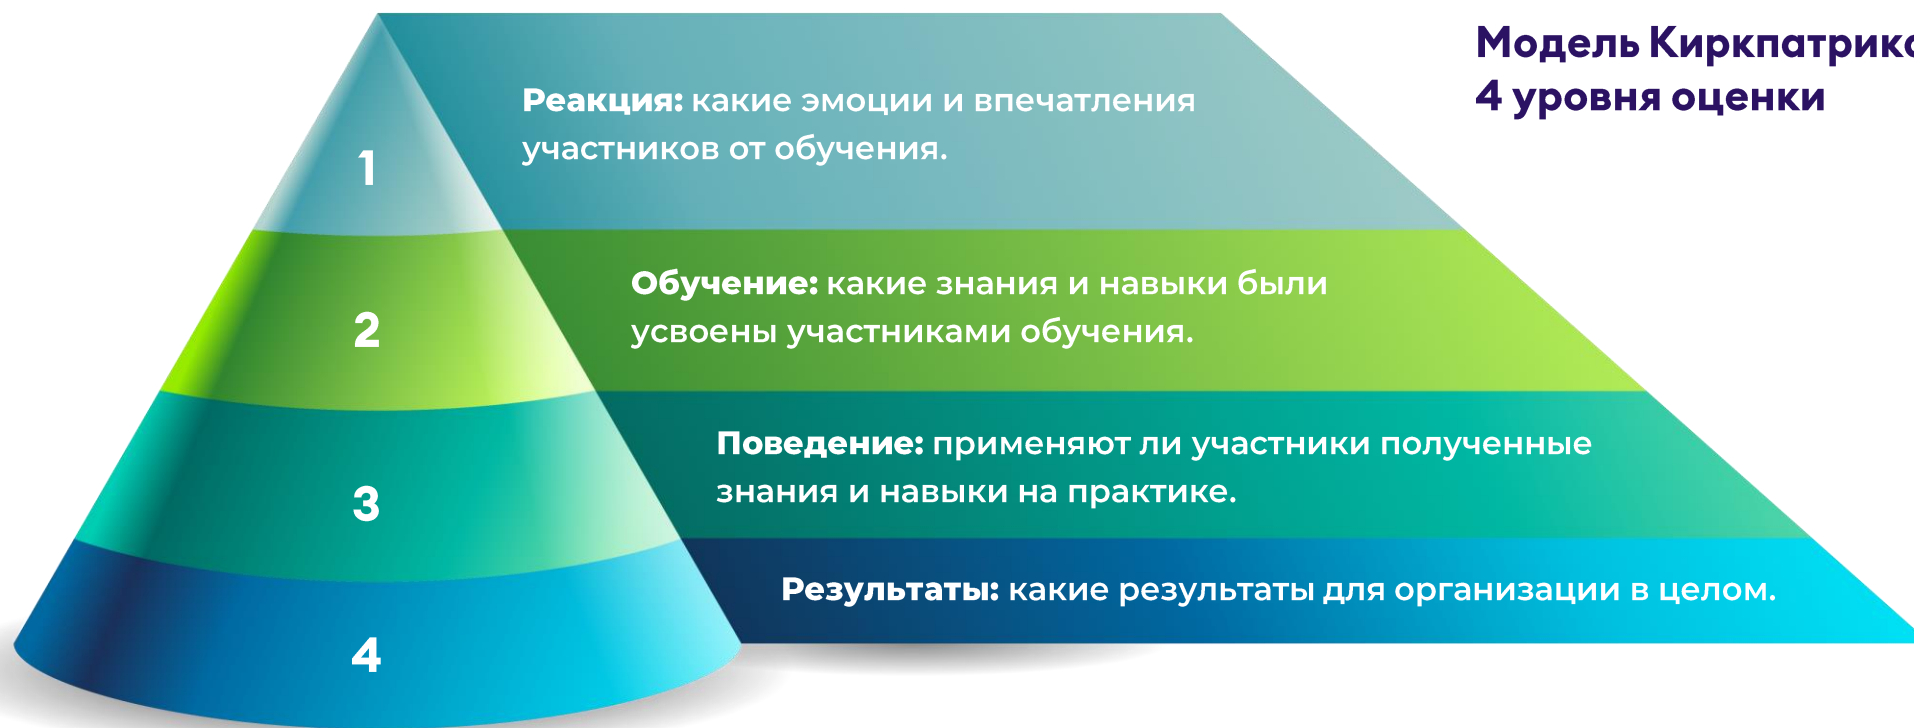 Модель Киркпатрика
4 уровня оценки
1
Реакция: какие эмоции и впечатления
участников от обучения.
2
Обучение: какие знания и навыки были
усвоены участниками обучения.
3
Поведение: применяют ли участники полученные
знания и навыки на практике.
4
Результаты: какие результаты для организации в целом.